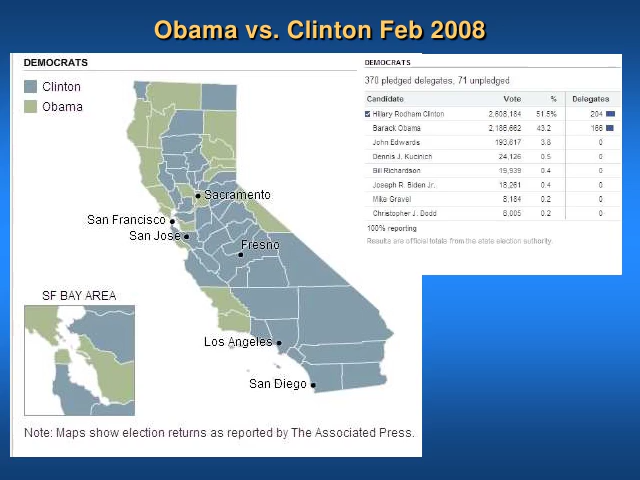 Obama vs. Clinton Feb 2008
DEMOCRATS
Clinton
Obama
Sacramento
San Francisco
San Jose
Fresno
SF BAY AREA
Los Angeles
San Diego
Note: Maps show election returns as reported by The Associated Press.
DEMOCRATS
370 pledged delegates, 71 unpledged
Candidate Vote % Delegates
Hillary Rodham Clinton 2,608,184 51.5% 204
Barack Obama 2,186,662 43.2 166
John Edwards 193,617 3.8 0
Dennis J. Kucinich 24,126 0.5 0
Bill Richardson 19,939 0.4 0
Joseph R. Biden Jr. 18,261 0.4 0
Mike Gravel 8,184 0.2 0
Christopher J. Dodd 8,005 0.2 0
100% reporting
Results are official totals from the state election authority.